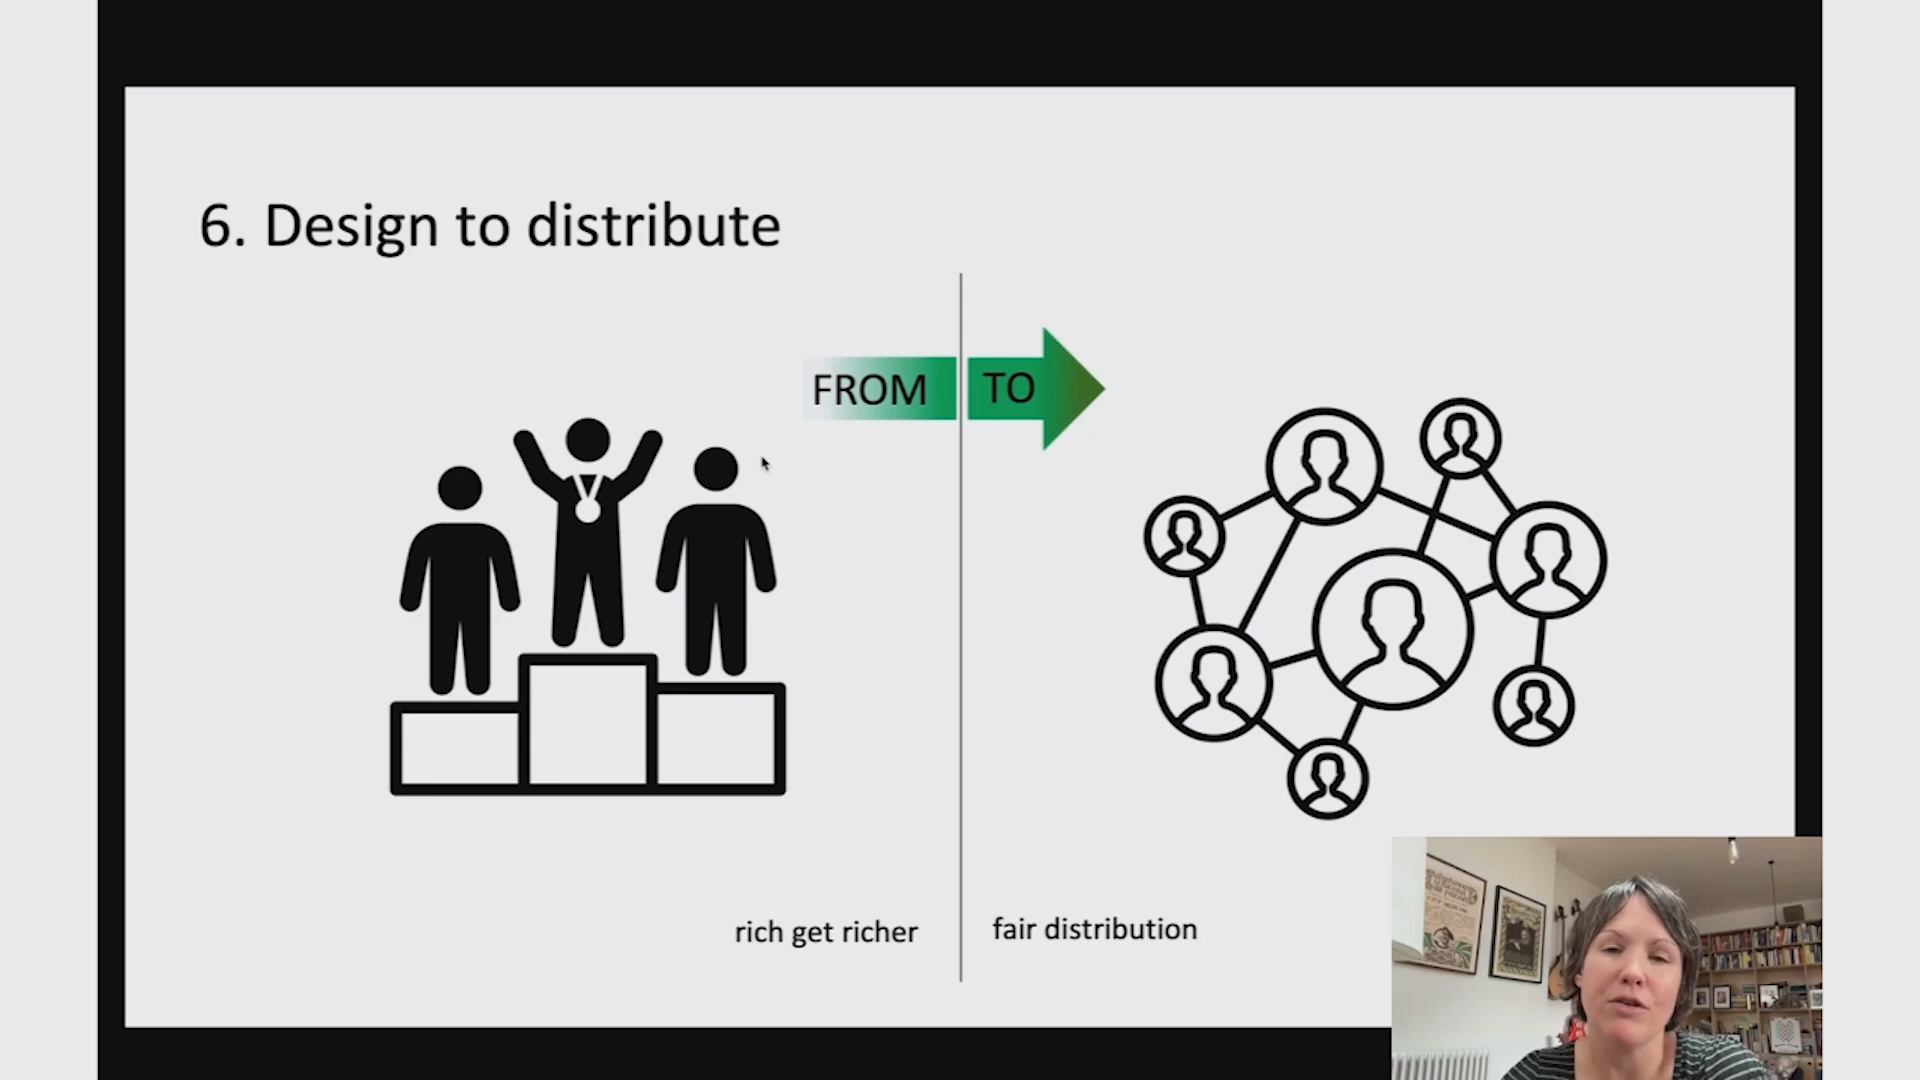 6. Design to distribute
FROM
TO
rich get richer
fair distribution